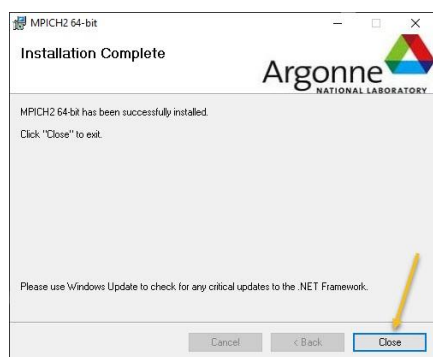 MPICH2 64-bit
Installation Complete
Argonne
NATIONAL LABORATORY
MPICH2 64-bit has been successfully installed.
Click "Close" to exit.
Please use Windows Update to check for any critical updates to the .NET Framework.
Cancel < Back Close